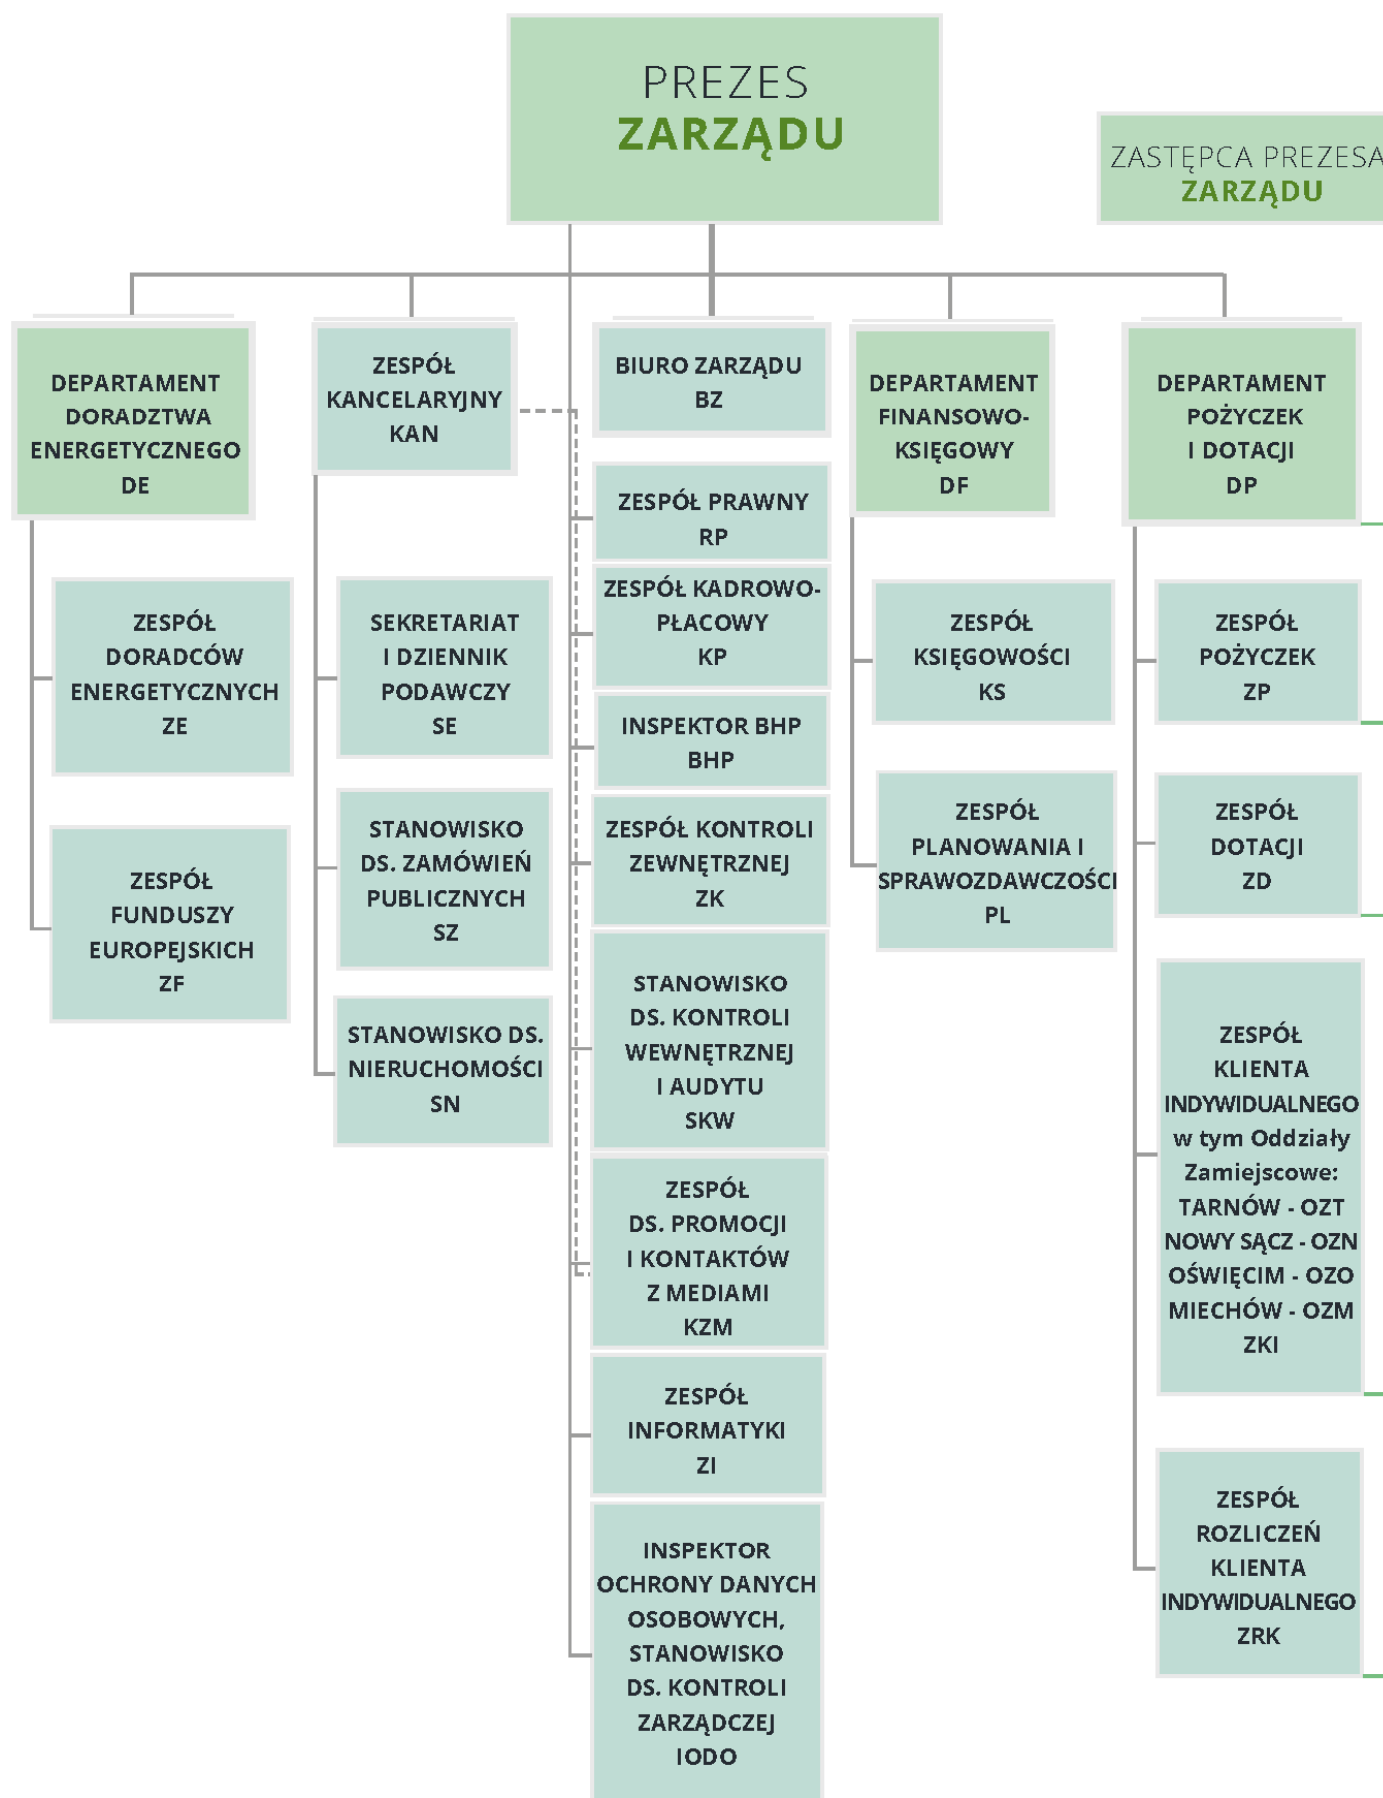 PREZES
ZARZĄDU
ZASTĘPCA PREZESA
ZARZĄDU
DEPARTAMENT
DORADZTWA
ENERGETYCZNEGO
DE
ZESPÓŁ
DORADCÓW
ENERGETYCZNYCH
ZE
ZESPÓŁ
FUNDUSZY
EUROPEJSKICH
ZF
ZESPÓŁ
KANCELARYJNY
KAN
SEKRETARIAT
I DZIENNIK
PODAWCZY
SE
STANOWISKO
DS. ZAMÓWIEŃ
PUBLICZNYCH
SZ
STANOWISKO DS.
NIERUCHOMOŚCI
SN
BIURO ZARZĄDU
BZ
ZESPÓŁ PRAWNY
RP
ZESPÓŁ KADROWO-
PŁACOWY
KP
INSPEKTOR BHP
BHP
ZESPÓŁ KONTROLI
ZEWNĘTRZNEJ
ZK
STANOWISKO
DS. KONTROLI
WEWNĘTRZNEJ
I AUDYTU
SKW
ZESPÓŁ
DS. PROMOCJI
I KONTAKTÓW
Z MEDIAMI
KZM
ZESPÓŁ
INFORMATYKI
ZI
INSPEKTOR
OCHRONY DANYCH
OSOBOWYCH,
STANOWISKO
DS. KONTROLI
ZARZĄDCZEJ
IODO
DEPARTAMENT
FINANSOWO-
KSIĘGOWY
DF
ZESPÓŁ
KSIĘGOWOŚCI
KS
ZESPÓŁ
PLANOWANIA I
SPRAWOZDAWCZOŚCI
PL
DEPARTAMENT
POŻYCZEK
I DOTACJI
DP
ZESPÓŁ
POŻYCZEK
ZP
ZESPÓŁ
DOTACJI
ZD
ZESPÓŁ
KLIENTA
INDYWIDUALNEGO
w tym Oddziały
Zamiejscowe:
TARNÓW - OZT
NOWY SĄCZ - OZN
OŚWIĘCIM - OZO
MIECHÓW - OZM
ZKI
ZESPÓŁ
ROZLICZEŃ
KLIENTA
INDYWIDUALNEGO
ZRK